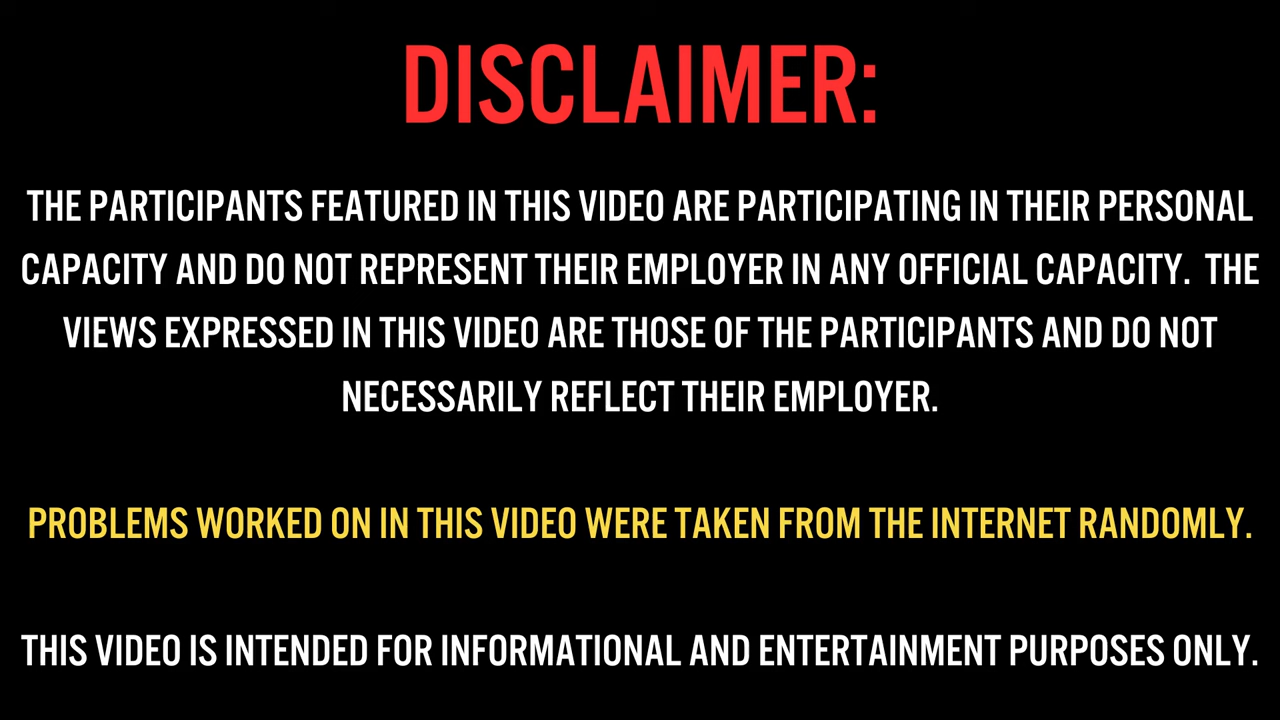 DISCLAIMER:
THE PARTICIPANTS FEATURED IN THIS VIDEO ARE PARTICIPATING IN THEIR PERSONAL
CAPACITY AND DO NOT REPRESENT THEIR EMPLOYER IN ANY OFFICIAL CAPACITY. THE
VIEWS EXPRESSED IN THIS VIDEO ARE THOSE OF THE PARTICIPANTS AND DO NOT
NECESSARILY REFLECT THEIR EMPLOYER.
PROBLEMS WORKED ON IN THIS VIDEO WERE TAKEN FROM THE INTERNET RANDOMLY.
THIS VIDEO IS INTENDED FOR INFORMATIONAL AND ENTERTAINMENT PURPOSES ONLY.